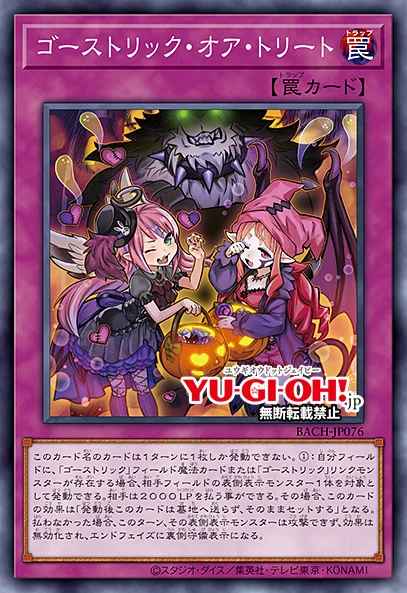 ゴーストリック・オア・トリート
トラップ
罠
トラップ
【罠カード】
ユウギオウドットジェイピー
YU-GI-OH!.jp
無断転載禁止
BACH-JP076
このカード名のカードは1ターンに1枚しか発動できない。①:自分フィール
ドに、「ゴーストリック」フィールド魔法カードまたは「ゴーストリック」リンクモン
スターが存在する場合、相手フィールドの表側表示モンスター1体を対象
として発動できる。相手は2000LPを払う事ができる。その場合、このカード
の効果は「発動後このカードは墓地へ送らず、そのままセットする」となる。
払わなかった場合、このターン、その表側表示モンスターは攻撃できず、効果は
無効化され、エンドフェイズに裏側守備表示になる。
©スタジオ・ダイス/集英社・テレビ東京・KONAMI